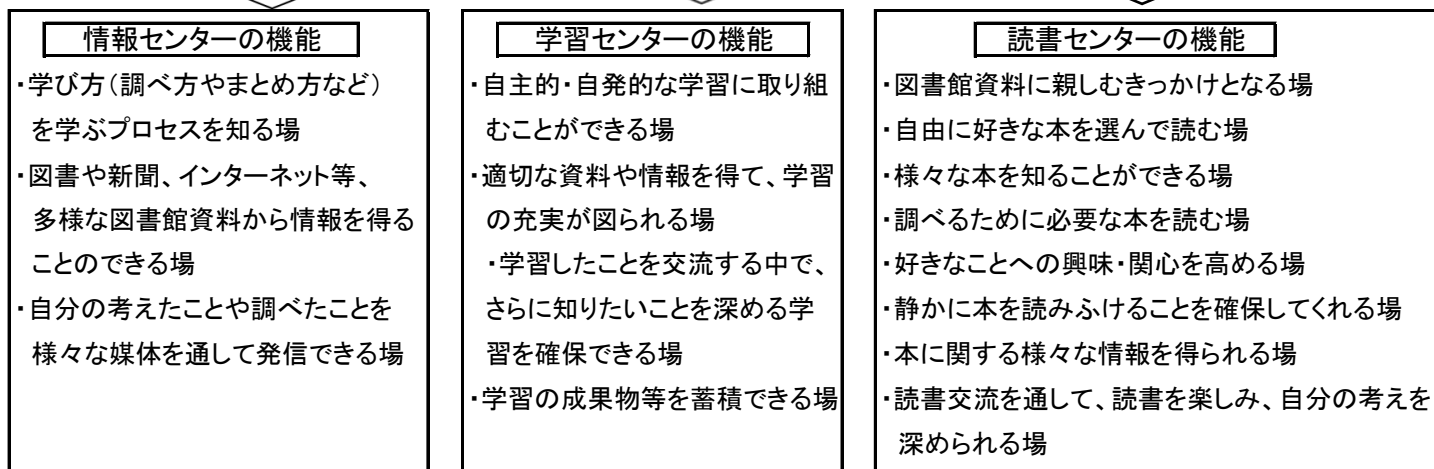 情報センターの機能
・学び方(調べ方やまとめ方など)
を学ぶプロセスを知る場
・図書や新聞、インターネット等、
多様な図書館資料から情報を得る
ことのできる場
・自分の考えたことや調べたことを
様々な媒体を通して発信できる場
学習センターの機能
・自主的・自発的な学習に取り組
むことができる場
・適切な資料や情報を得て、学習
の充実が図られる場
・学習したことを交流する中で、
さらに知りたいことを深める学
習を確保できる場
・学習の成果物等を蓄積できる場
読書センターの機能
・図書館資料に親しむきっかけとなる場
・自由に好きな本を選んで読む場
・様々な本を知ることができる場
・調べるために必要な本を読む場
・好きなことへの興味・関心を高める場
・静かに本を読みふけることを確保してくれる場
・本に関する様々な情報を得られる場
・読書交流を通して、読書を楽しみ、自分の考えを
深められる場